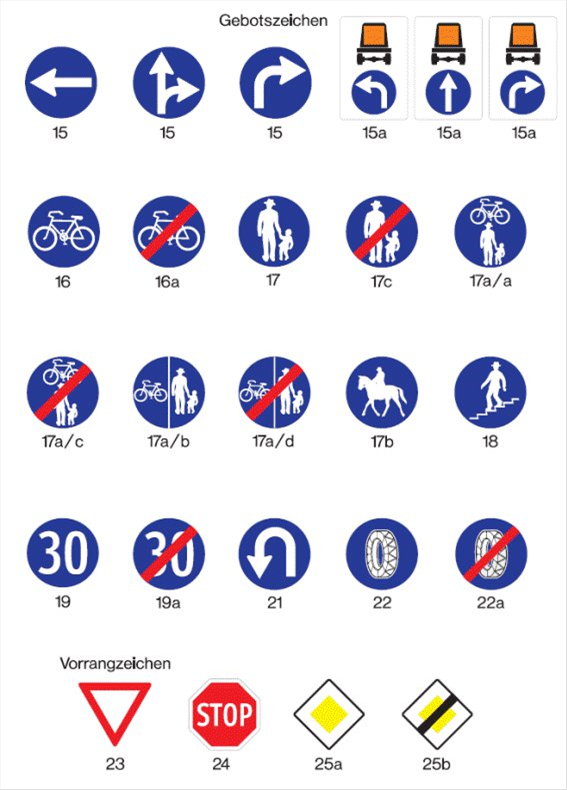 Gebotszeichen
15 15 15 15a 15a 15a
16 16a 17 17c 17a/a
17a/c 17a/b 17a/d 17b 18
30 30
19 19a 21 22 22a
Vorrangzeichen
STOP
23 24 25a 25b